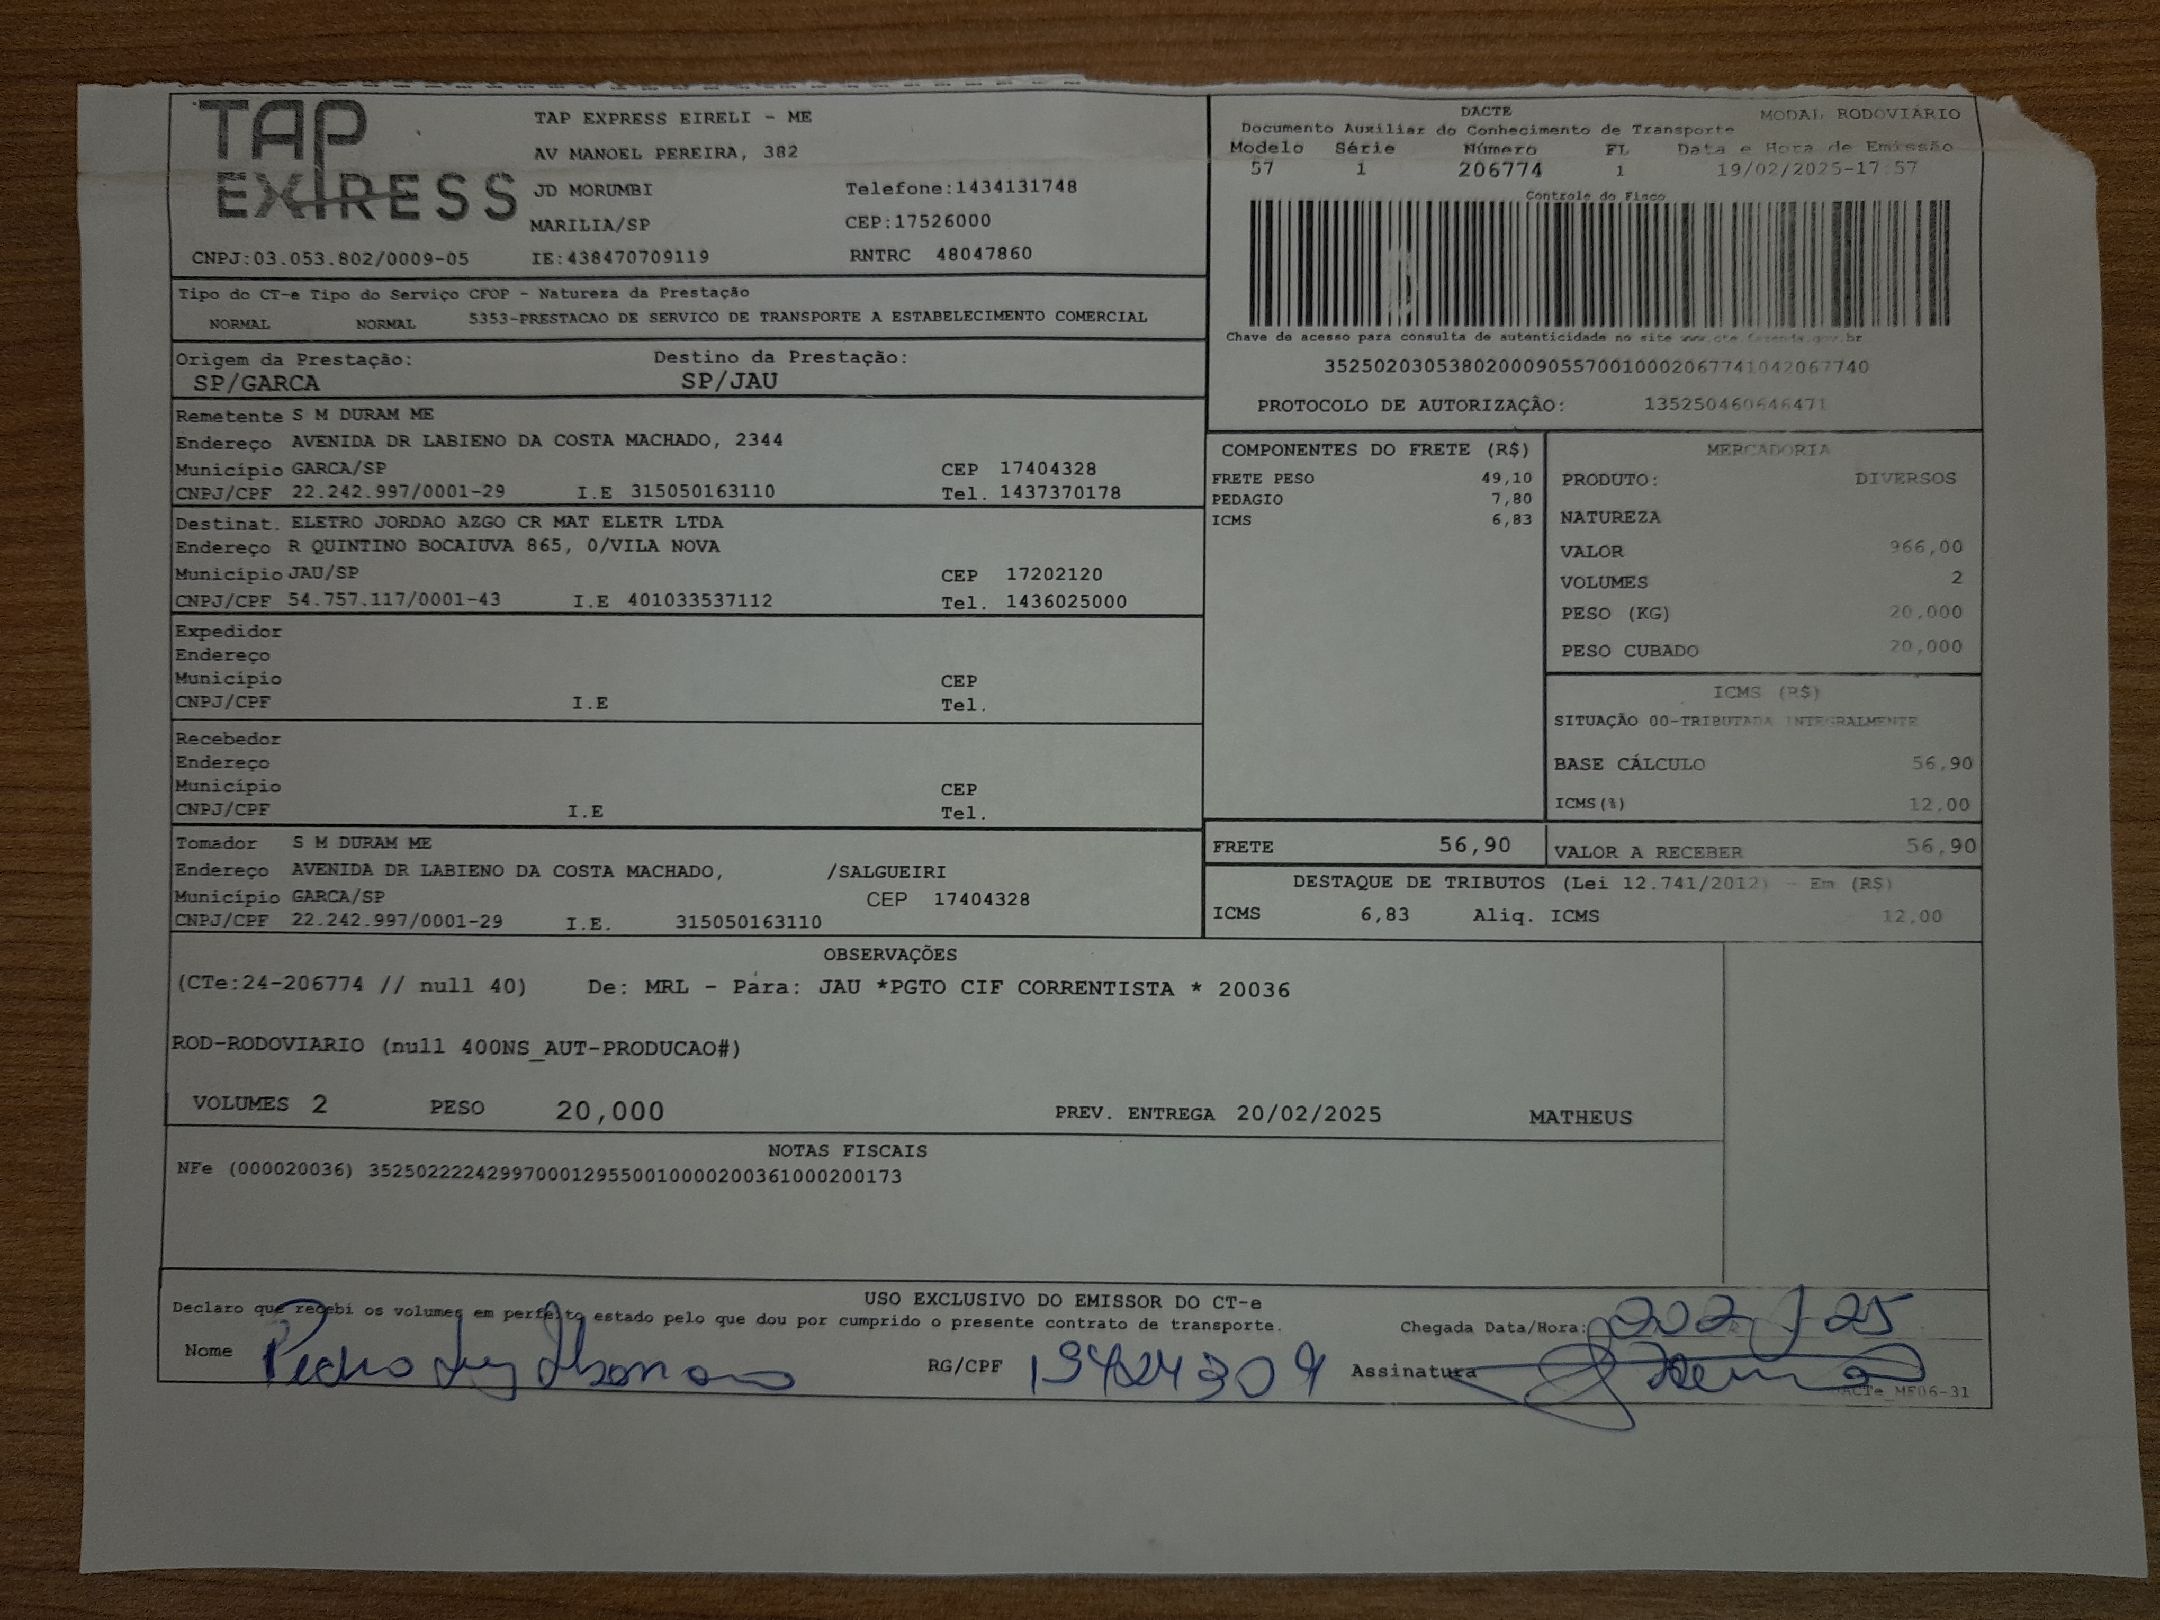 TAP EXPRESS
TAP EXPRESS EIRELI - ME
AV MANOEL PEREIRA, 382
JD MORUMBI Telefone:1434131748
MARILIA/SP CEP:17526000
CNPJ:03.053.802/0009-05 IE:438470709119 RNTRC 48047860
DACTE MODAL RODOVIÁRIO
Documento Auxiliar do Conhecimento de Transporte
Modelo Série Número FL Data e Hora de Emissão
57 1 206774 1 19/02/2025-17:57
Controle do Fisco
Chave de acesso para consulta de autenticidade no site www.cte.fazenda.gov.br
35250203053802000905570010002067741042067740
PROTOCOLO DE AUTORIZAÇÃO: 135250460646471
Tipo do CT-e Tipo do Serviço CFOP - Natureza da Prestação
NORMAL NORMAL 5353-PRESTACAO DE SERVICO DE TRANSPORTE A ESTABELECIMENTO COMERCIAL
Origem da Prestação: Destino da Prestação:
SP/GARCA SP/JAU
Remetente S M DURAM ME
Endereço AVENIDA DR LABIENO DA COSTA MACHADO, 2344
Município GARCA/SP CEP 17404328
CNPJ/CPF 22.242.997/0001-29 I.E 315050163110 Tel. 1437370178
Destinat. ELETRO JORDAO AZGO CR MAT ELETR LTDA
Endereço R QUINTINO BOCAIUVA 865, 0/VILA NOVA
Município JAU/SP CEP 17202120
CNPJ/CPF 54.757.117/0001-43 I.E 401033537112 Tel. 1436025000
Expedidor
Endereço
Município CEP
CNPJ/CPF I.E Tel.
Recebedor
Endereço
Município CEP
CNPJ/CPF I.E Tel.
Tomador S M DURAM ME
Endereço AVENIDA DR LABIENO DA COSTA MACHADO, /SALGUEIRI
Município GARCA/SP CEP 17404328
CNPJ/CPF 22.242.997/0001-29 I.E. 315050163110
COMPONENTES DO FRETE (R$)
FRETE PESO 49,10
PEDAGIO 7,80
ICMS 6,83
MERCADORIA
PRODUTO: DIVERSOS
NATUREZA
VALOR 966,00
VOLUMES 2
PESO (KG) 20,000
PESO CUBADO 20,000
ICMS (R$)
SITUAÇÃO 00-TRIBUTADA INTEGRALMENTE
BASE CÁLCULO 56,90
ICMS(%) 12,00
FRETE 56,90 VALOR A RECEBER 56,90
DESTAQUE DE TRIBUTOS (Lei 12.741/2012) - Em (R$)
ICMS 6,83 Aliq. ICMS 12,00
OBSERVAÇÕES
(CTe:24-206774 // null 40) De: MRL - Para: JAU *PGTO CIF CORRENTISTA * 20036
ROD-RODOVIARIO (null 400NS_AUT-PRODUCAO#)
VOLUMES 2 PESO 20,000 PREV. ENTREGA 20/02/2025 MATHEUS
NOTAS FISCAIS
NFe (000020036) 35250222242997000129550010000200361000200173
USO EXCLUSIVO DO EMISSOR DO CT-e
Declaro que recebi os volumes em perfeito estado pelo que dou por cumprido o presente contrato de transporte.
Chegada Data/Hora:
Nome Pedro RG/CPF Assinatura
DACTe_MF06-31